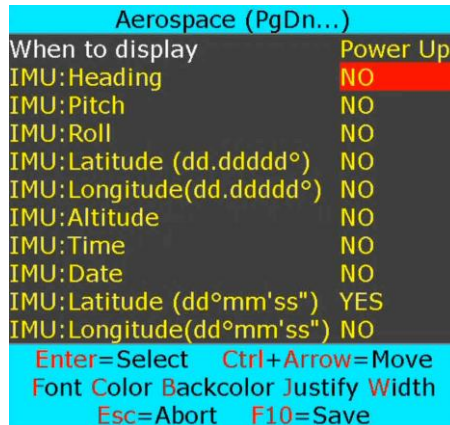 Aerospace (PgDn...)
When to display Power Up
IMU:Heading NO
IMU:Pitch NO
IMU:Roll NO
IMU:Latitude (dd.ddddd°) NO
IMU:Longitude(dd.ddddd°) NO
IMU:Altitude NO
IMU:Time NO
IMU:Date NO
IMU:Latitude (dd°mm'ss") YES
IMU:Longitude(dd°mm'ss") NO
Enter=Select Ctrl+Arrow=Move
Font Color Backcolor Justify Width
Esc=Abort F10=Save